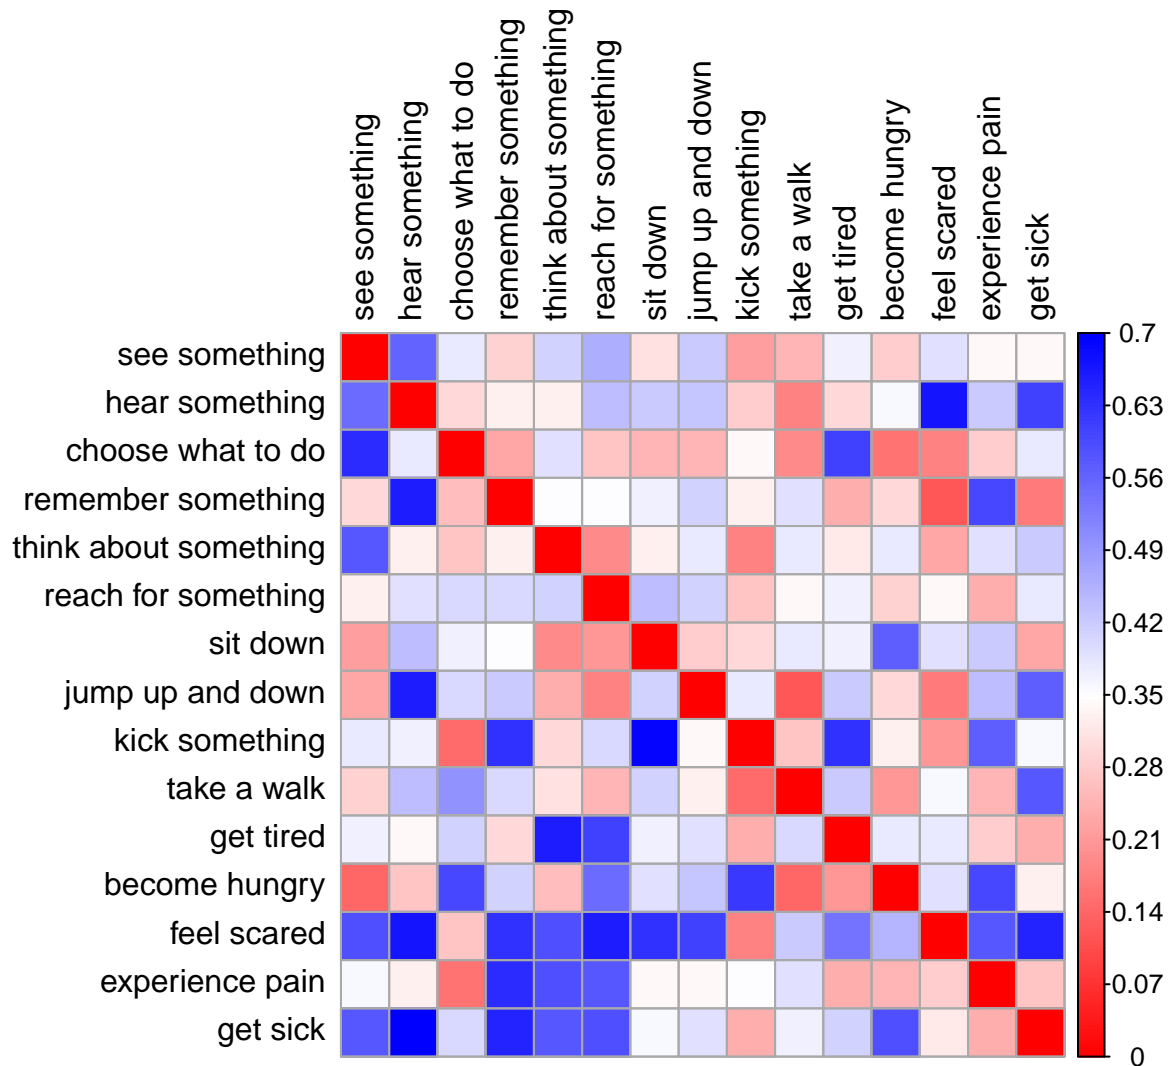 see something
hear something
choose what to do
remember something
think about something
reach for something
sit down
jump up and down
kick something
take a walk
get tired
become hungry
feel scared
experience pain
get sick
see something
hear something
choose what to do
remember something
think about something
reach for something
sit down
jump up and down
kick something
take a walk
get tired
become hungry
feel scared
experience pain
get sick
0.7
0.63
0.56
0.49
0.42
0.35
0.28
0.21
0.14
0.07
0